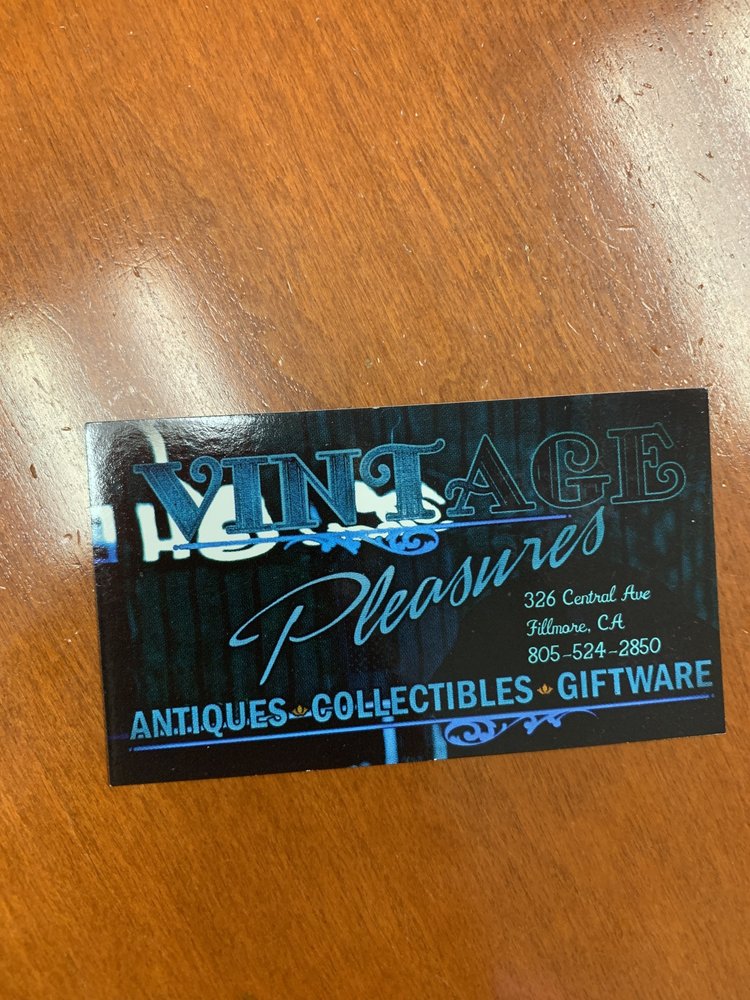 VINTAGE
Pleasures
326 Central Ave
Fillmore, CA
805-524-2850
ANTIQUES COLLECTIBLES GIFTWARE